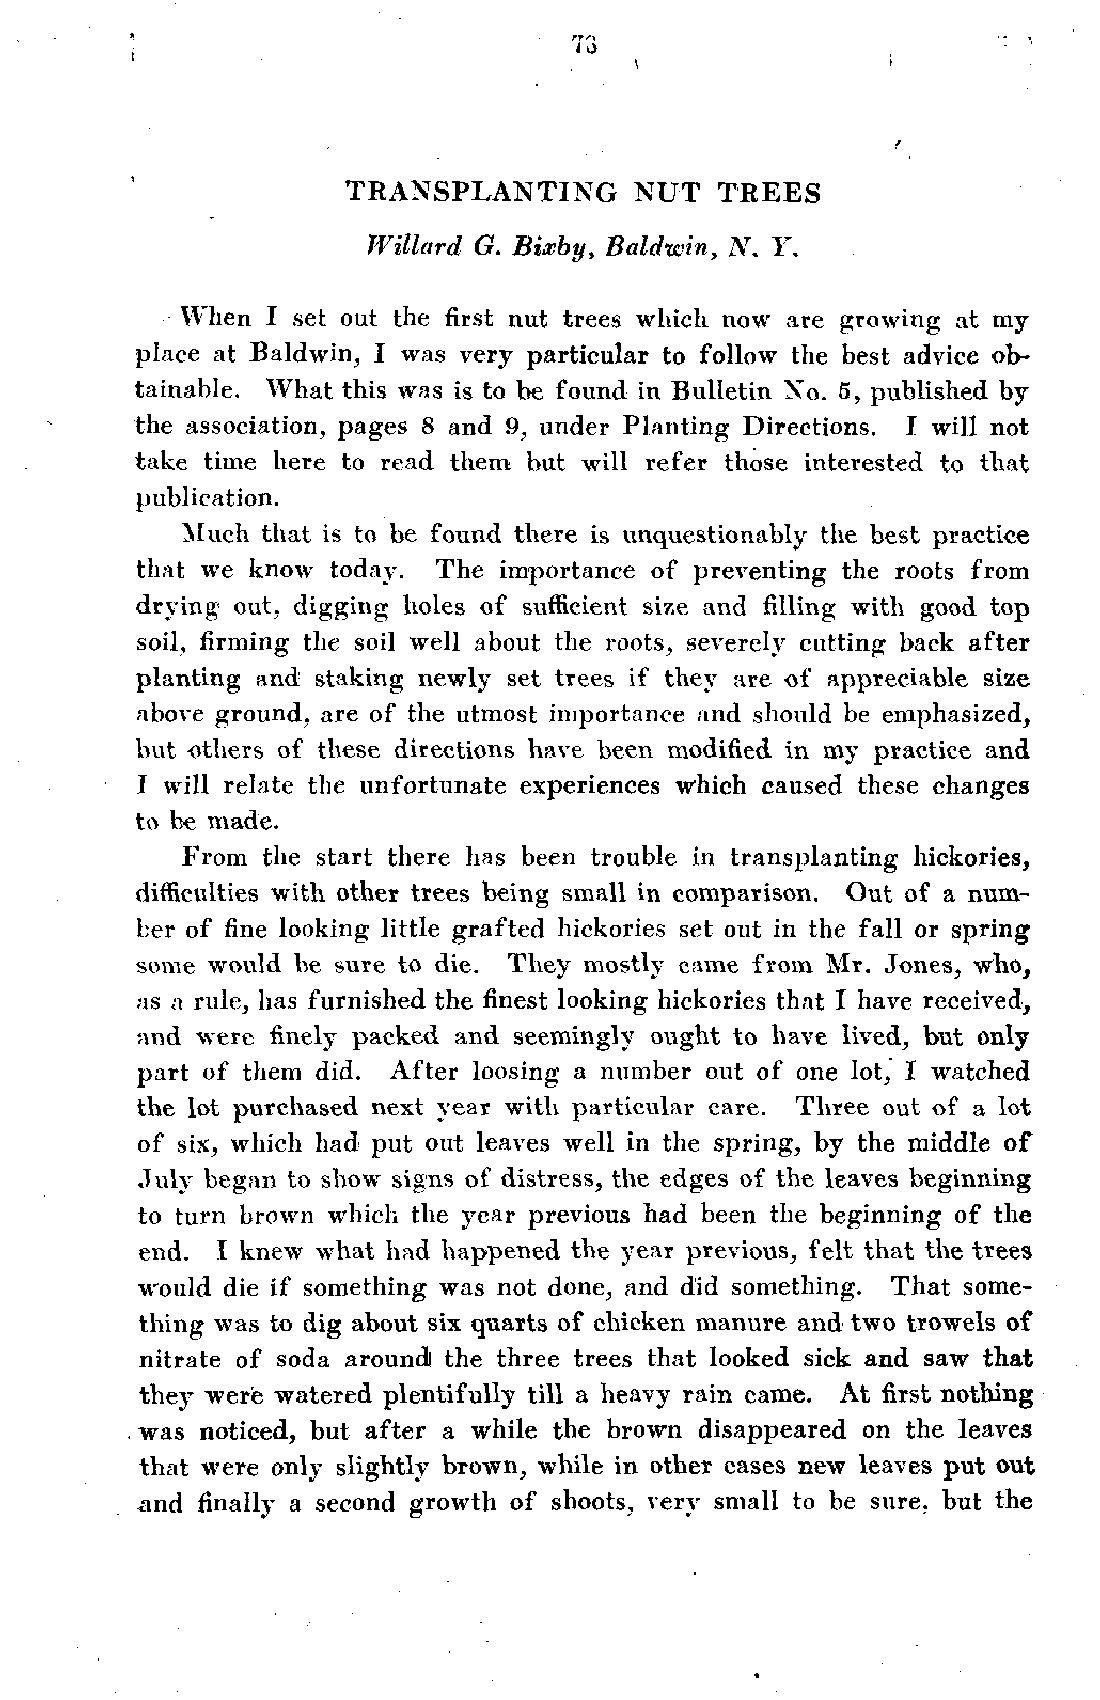 73
TRANSPLANTING NUT TREES
Willard G. Bixby, Baldwin, N. Y.
When I set out the first nut trees which now are growing at my
place at Baldwin, I was very particular to follow the best advice ob-
tainable. What this was is to be found in Bulletin No. 5, published by
the association, pages 8 and 9, under Planting Directions. I will not
take time here to read them but will refer those interested to that
publication.
Much that is to be found there is unquestionably the best practice
that we know today. The importance of preventing the roots from
drying out, digging holes of sufficient size and filling with good top
soil, firming the soil well about the roots, severely cutting back after
planting and staking newly set trees if they are of appreciable size
above ground, are of the utmost importance and should be emphasized,
but others of these directions have been modified in my practice and
I will relate the unfortunate experiences which caused these changes
to be made.
From the start there has been trouble in transplanting hickories,
difficulties with other trees being small in comparison. Out of a num-
ber of fine looking little grafted hickories set out in the fall or spring
some would be sure to die. They mostly came from Mr. Jones, who,
as a rule, has furnished the finest looking hickories that I have received,
and were finely packed and seemingly ought to have lived, but only
part of them did. After loosing a number out of one lot, I watched
the lot purchased next year with particular care. Three out of a lot
of six, which had put out leaves well in the spring, by the middle of
July began to show signs of distress, the edges of the leaves beginning
to turn brown which the year previous had been the beginning of the
end. I knew what had happened the year previous, felt that the trees
would die if something was not done, and did something. That some-
thing was to dig about six quarts of chicken manure and two trowels of
nitrate of soda around the three trees that looked sick and saw that
they were watered plentifully till a heavy rain came. At first nothing
was noticed, but after a while the brown disappeared on the leaves
that were only slightly brown, while in other cases new leaves put out
and finally a second growth of shoots, very small to be sure, but the